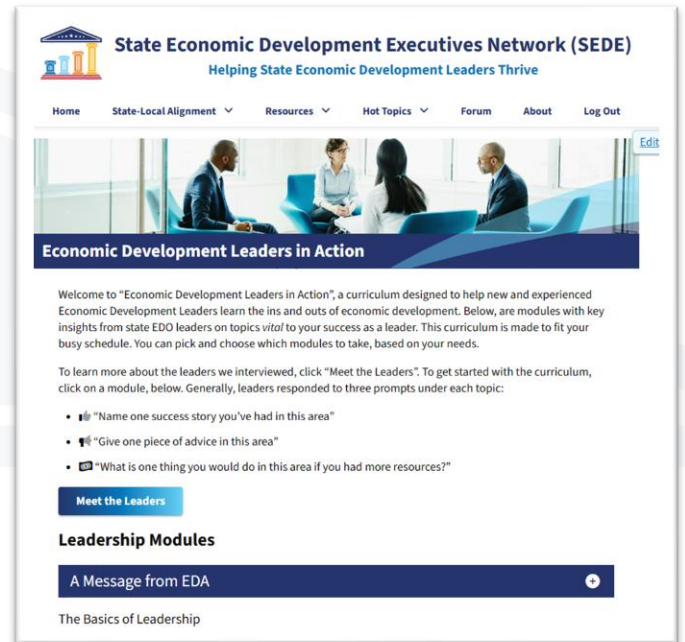 State Economic Development Executives Network (SEDE)
Helping State Economic Development Leaders Thrive
Home State-Local Alignment Resources Hot Topics Forum About Log Out
Edit
Economic Development Leaders in Action
Welcome to “Economic Development Leaders in Action”, a curriculum designed to help new and experienced
Economic Development Leaders learn the ins and outs of economic development. Below, are modules with key
insights from state EDO leaders on topics vital to your success as a leader. This curriculum is made to fit your
busy schedule. You can pick and choose which modules to take, based on your needs.
To learn more about the leaders we interviewed, click “Meet the Leaders”. To get started with the curriculum,
click on a module, below. Generally, leaders responded to three prompts under each topic:
• “Name one success story you’ve had in this area”
• “Give one piece of advice in this area”
• “What is one thing you would do in this area if you had more resources?”
Meet the Leaders
Leadership Modules
A Message from EDA
The Basics of Leadership